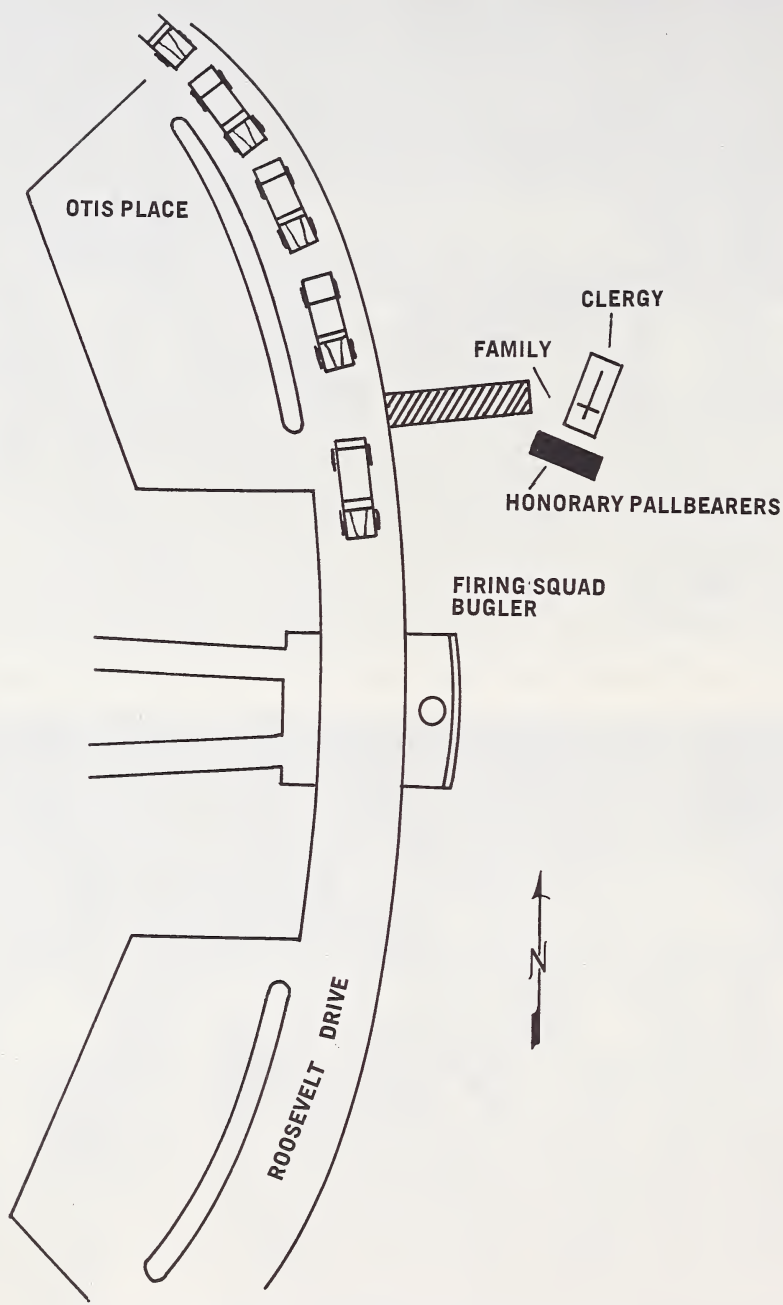 OTIS PLACE
CLERGY
FAMILY
HONORARY PALLBEARERS
FIRING SQUAD
BUGLER
N
ROOSEVELT DRIVE